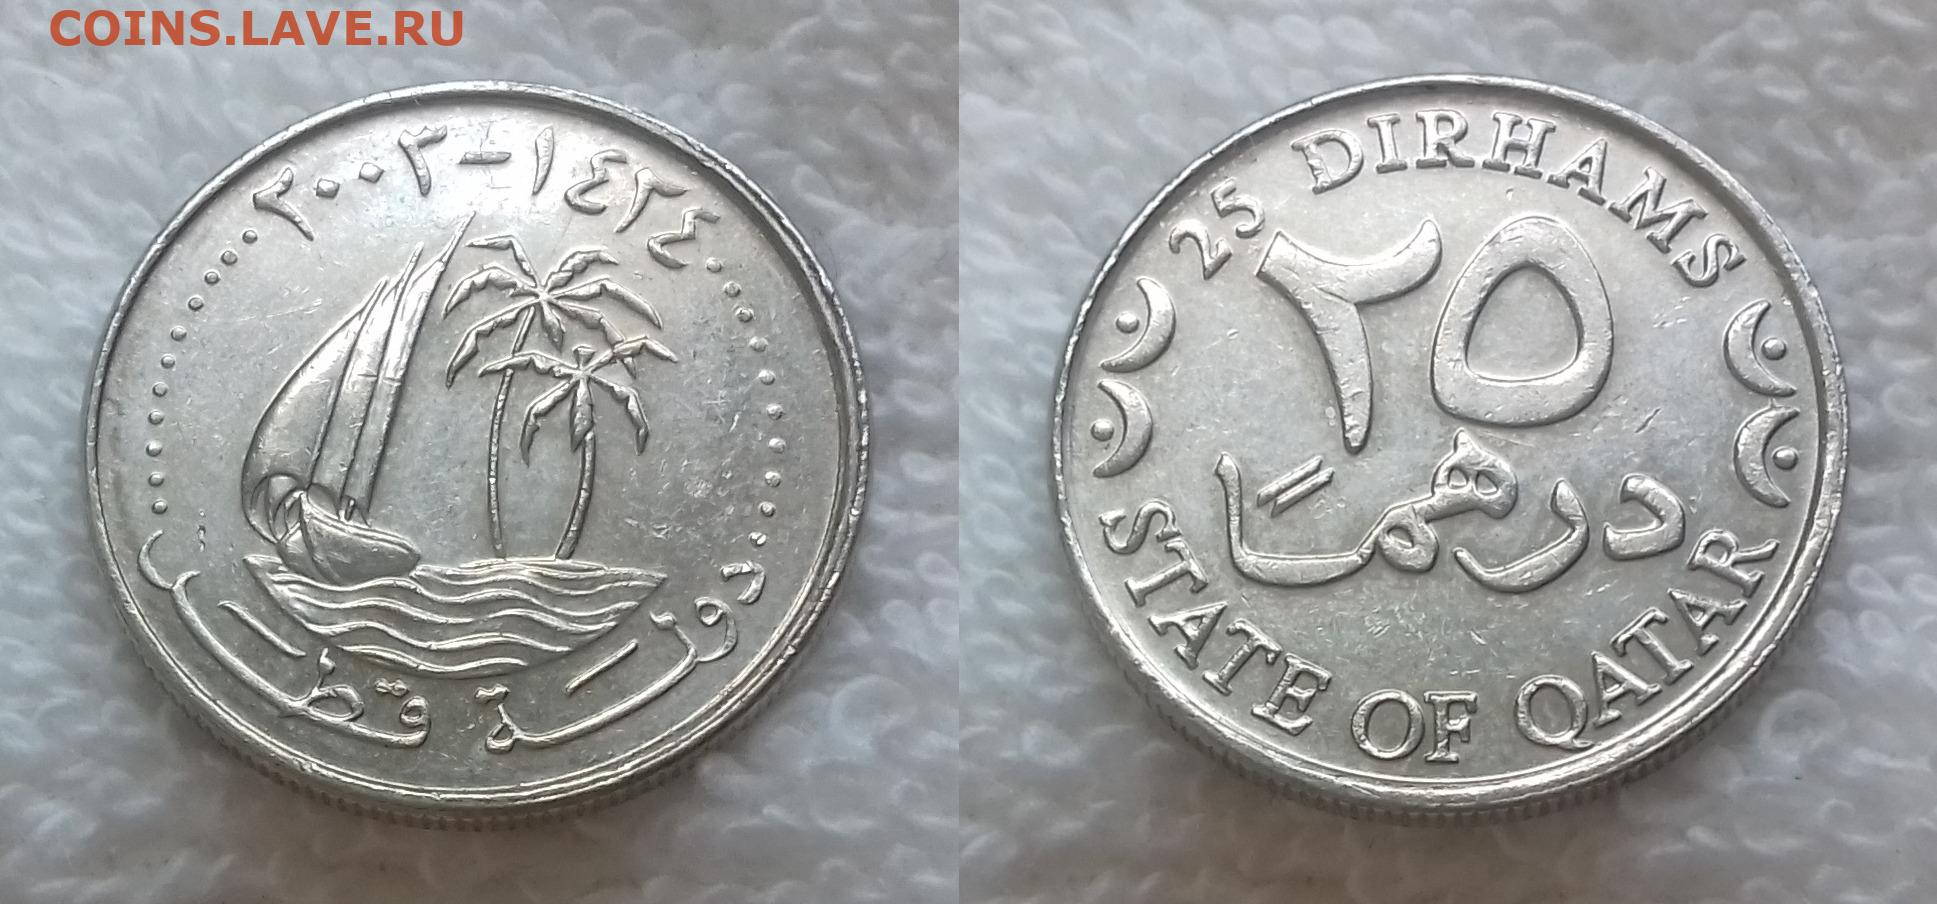 COINS.LAVE.RU
٢٠٠٣-١٤٢٤
دولة قطر
25 DIRHAMS
٢٥
درهماً
STATE OF QATAR